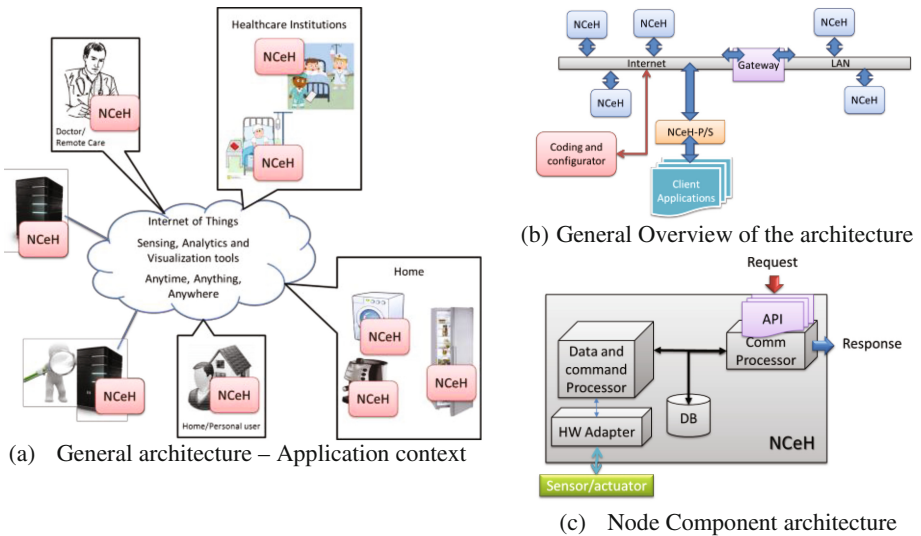 Healthcare Institutions
NCeH
NCeH
NCeH
Doctor/
Remote Care
NCeH
Internet of Things
Sensing, Analytics and
Visualization tools
Anytime, Anything,
Anywhere
NCeH
NCeH
Home/Personal user
Home
NCeH
NCeH
NCeH
(a) General architecture – Application context
NCeH
NCeH
NCeH
Internet
Gateway
LAN
NCeH
NCeH
NCeH-P/S
Coding and
configurator
Client
Applications
(b) General Overview of the architecture
Request
API
Comm
Processor
Response
Data and
command
Processor
HW Adapter
DB
NCeH
Sensor/actuator
(c) Node Component architecture